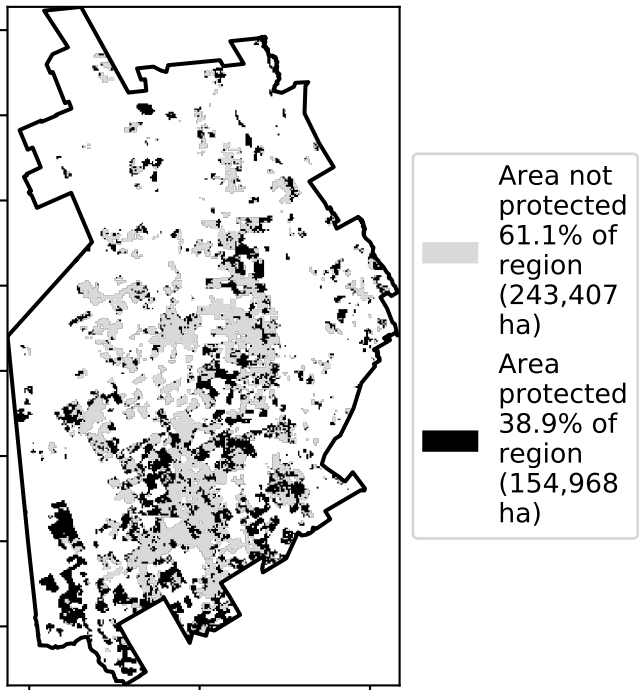 Area not
protected
61.1% of
region
(243,407
ha)
Area
protected
38.9% of
region
(154,968
ha)